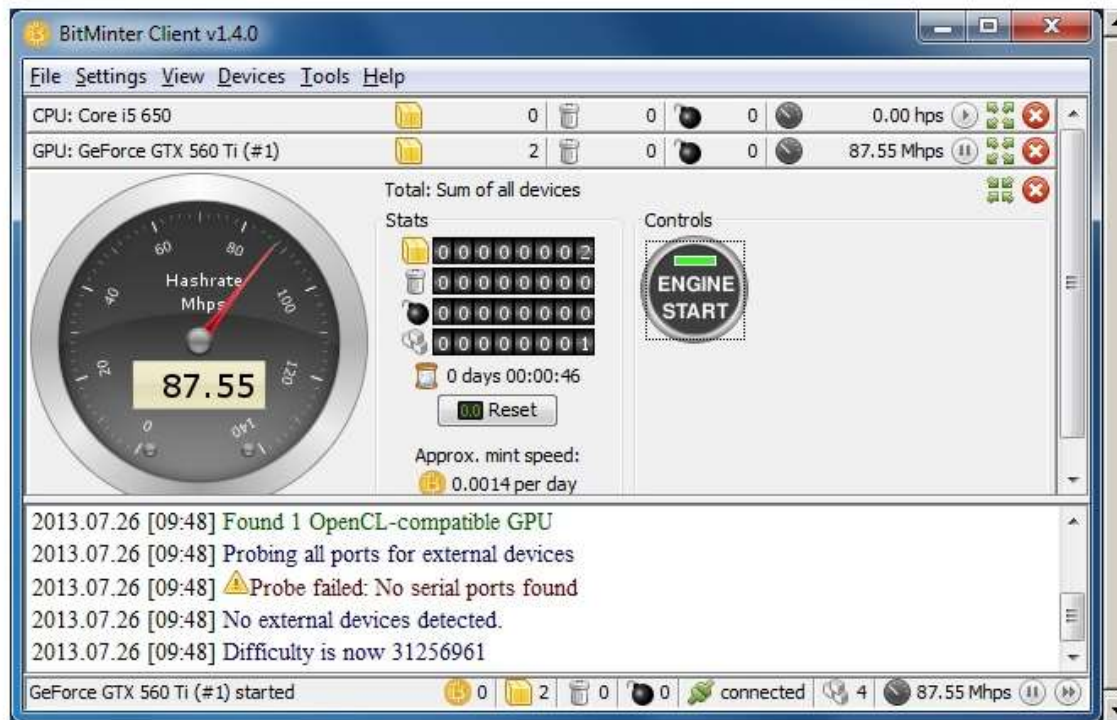 BitMinter Client v1.4.0
File Settings View Devices Tools Help
CPU: Core i5 650 0 0 0 0.00 hps
GPU: GeForce GTX 560 Ti (#1) 2 0 0 87.55 Mhps
Total: Sum of all devices
Stats
Controls
00000002
00000000
00000000
00000001
0 days 00:00:46
0.0 Reset
Approx. mint speed:
0.0014 per day
ENGINE
START
Hashrate
Mhps
0 20 40 60 80 100 120 140
87.55
2013.07.26 [09:48] Found 1 OpenCL-compatible GPU
2013.07.26 [09:48] Probing all ports for external devices
2013.07.26 [09:48] Probe failed: No serial ports found
2013.07.26 [09:48] No external devices detected.
2013.07.26 [09:48] Difficulty is now 31256961
GeForce GTX 560 Ti (#1) started 0 2 0 0 connected 4 87.55 Mhps